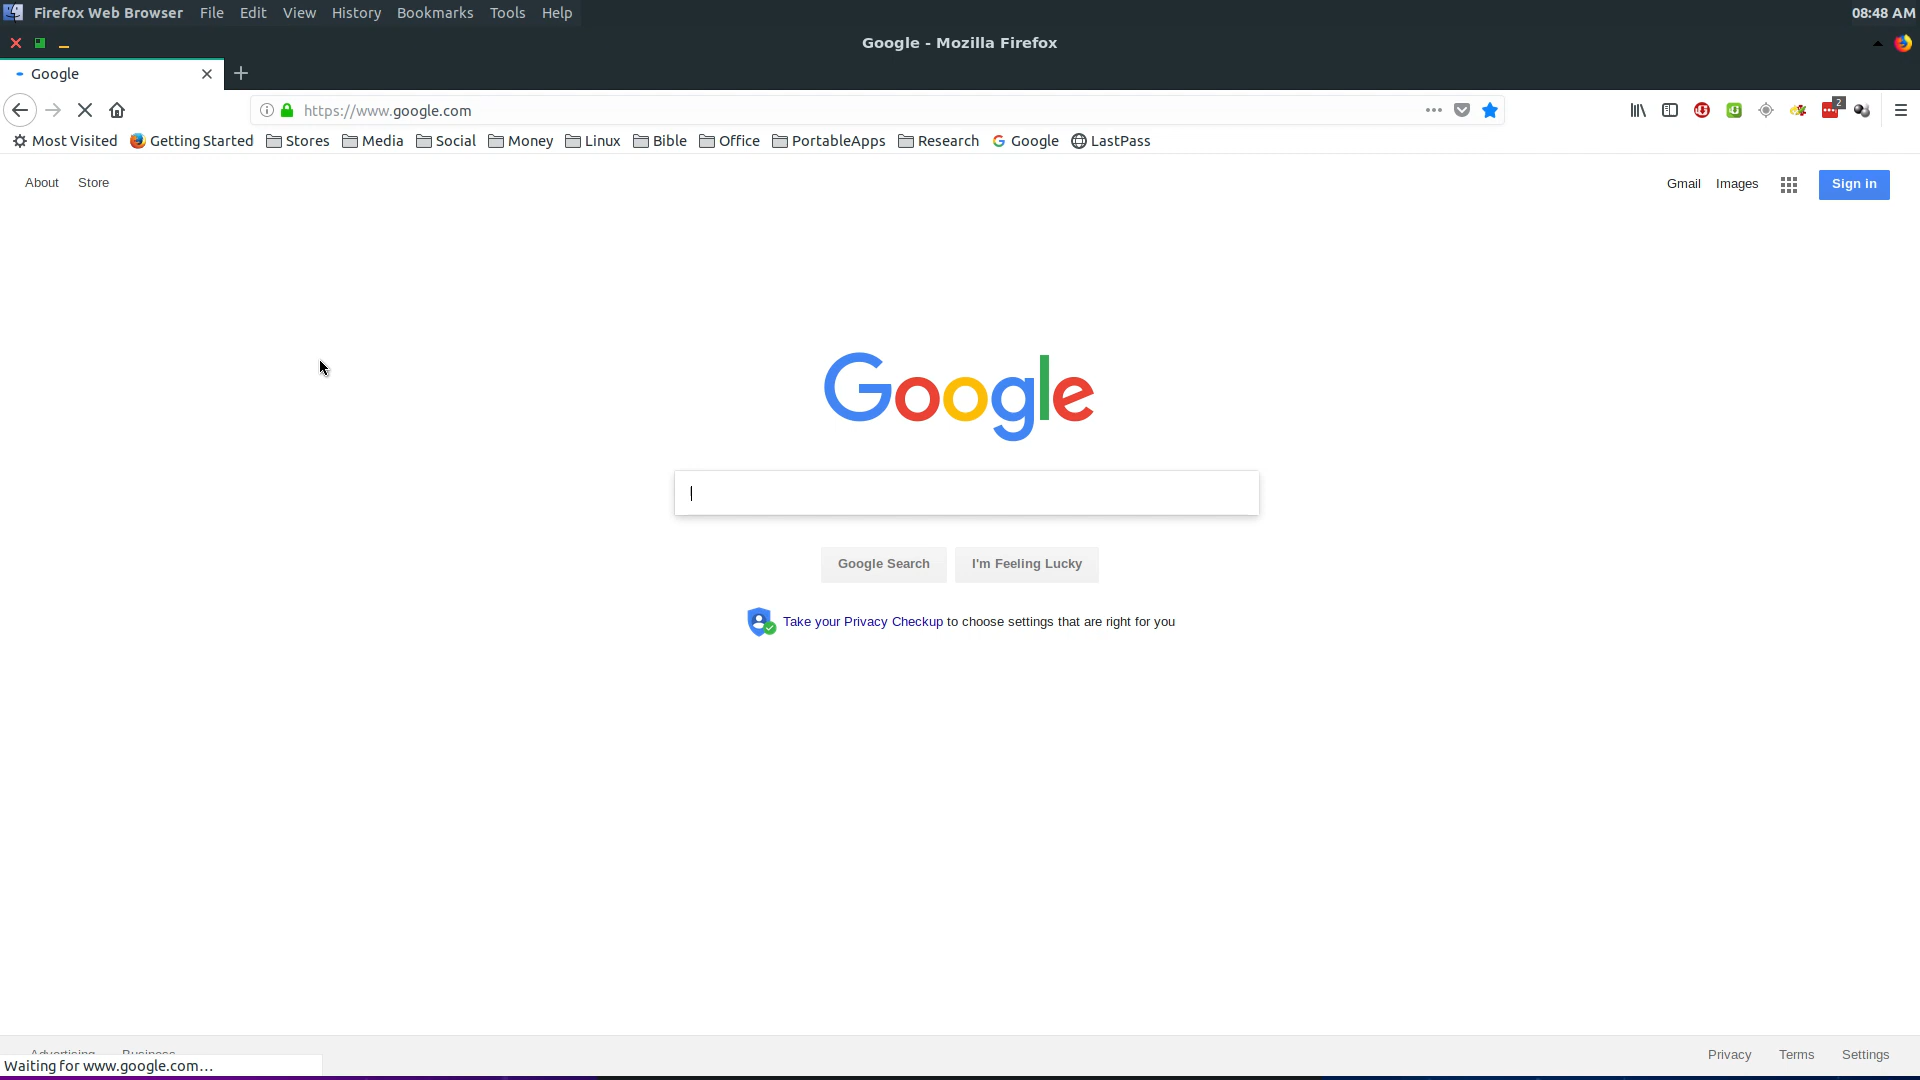 Firefox Web Browser File Edit View History Bookmarks Tools Help 08:48 AM
Google - Mozilla Firefox
Google
https://www.google.com 2
Most Visited Getting Started Stores Media Social Money Linux Bible Office PortableApps Research Google LastPass
About Store Gmail Images Sign in
Google
Google Search I'm Feeling Lucky
Take your Privacy Checkup to choose settings that are right for you
Advertising Business Privacy Terms Settings
Waiting for www.google.com…